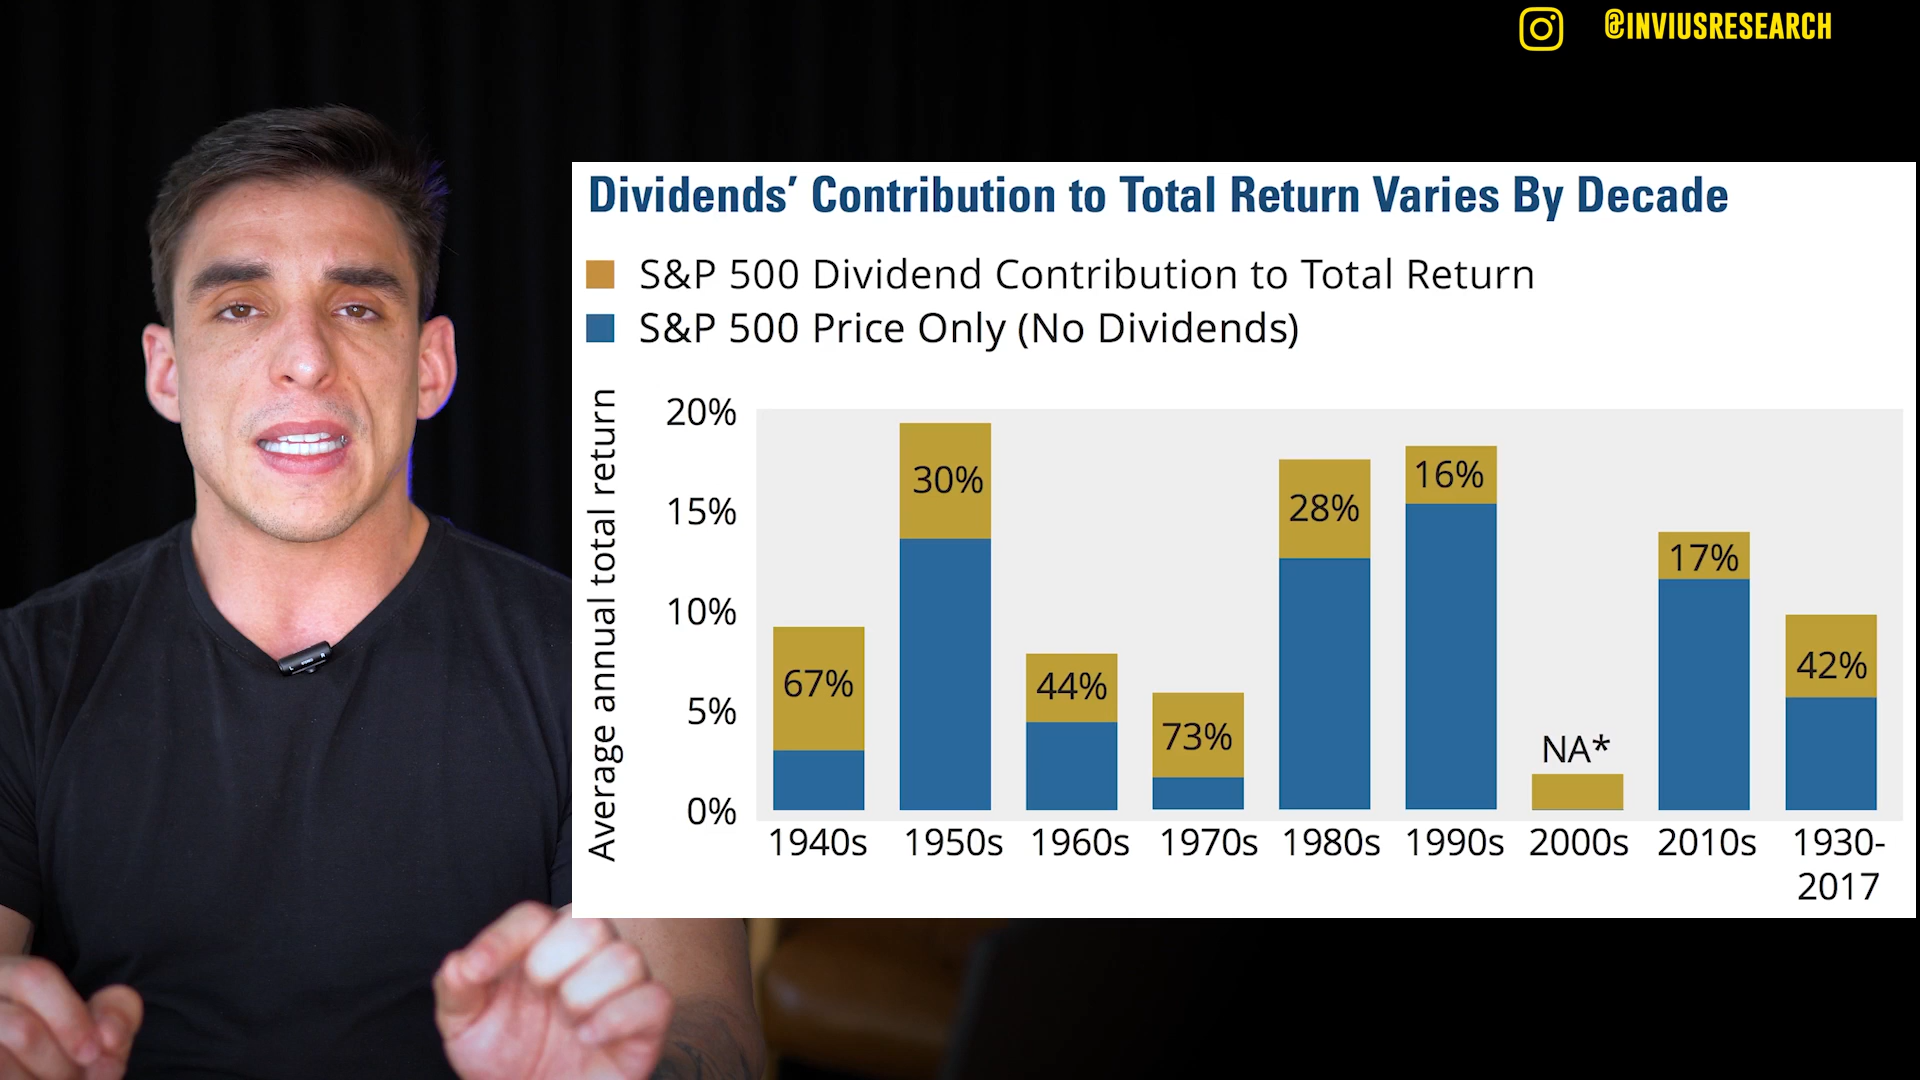 @INVIUSRESEARCH
Dividends’ Contribution to Total Return Varies By Decade
S&P 500 Dividend Contribution to Total Return
S&P 500 Price Only (No Dividends)
Average annual total return
20%
15%
10%
5%
0%
67%
30%
44%
73%
28%
16%
NA*
17%
42%
1940s 1950s 1960s 1970s 1980s 1990s 2000s 2010s 1930-
2017